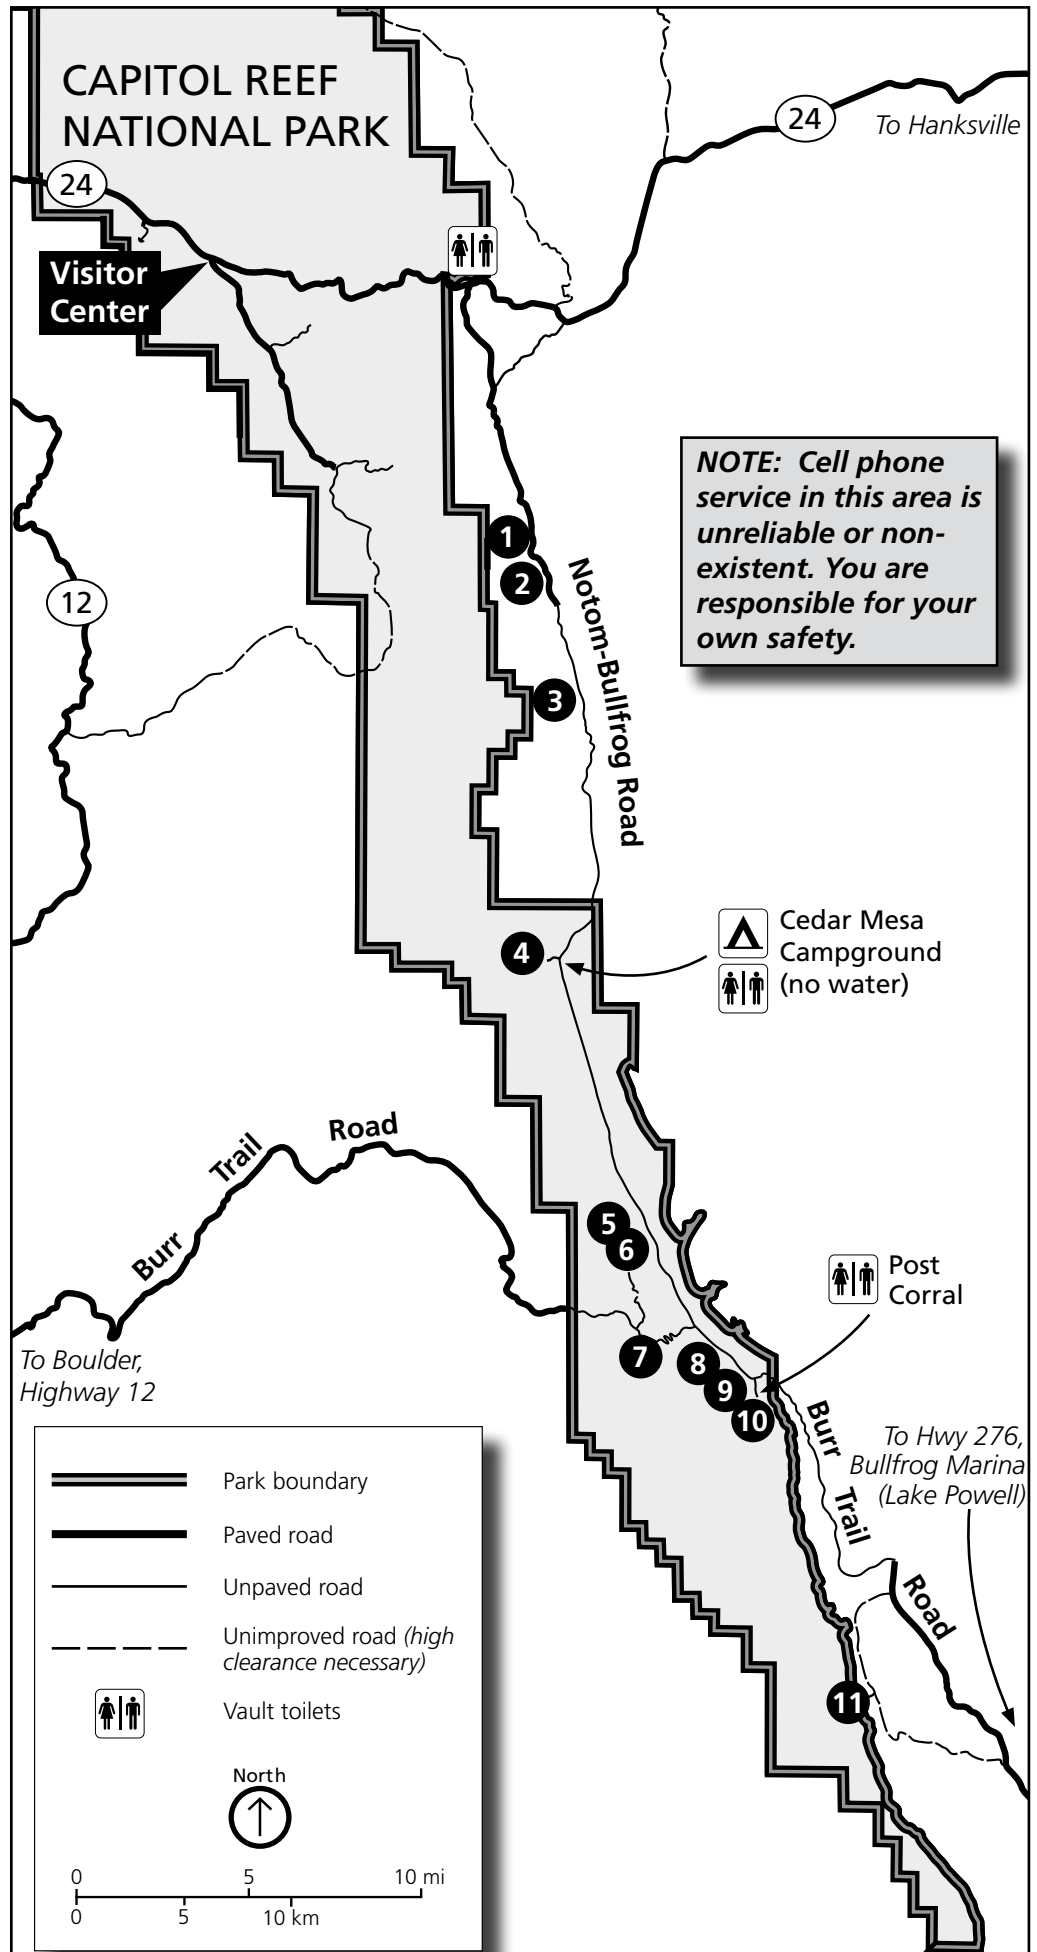 CAPITOL REEF
NATIONAL PARK
24
To Hanksville
24
Visitor
Center
NOTE: Cell phone
service in this area is
unreliable or non-
existent. You are
responsible for your
own safety.
12
1
2
3
Notom-Bullfrog Road
4
Cedar Mesa
Campground
(no water)
Burr Trail Road
5
6
7
8
9
10
Post
Corral
To Boulder,
Highway 12
Burr Trail Road
To Hwy 276,
Bullfrog Marina
(Lake Powell)
11
Park boundary
Paved road
Unpaved road
Unimproved road (high
clearance necessary)
Vault toilets
North
0 5 10 mi
0 5 10 km